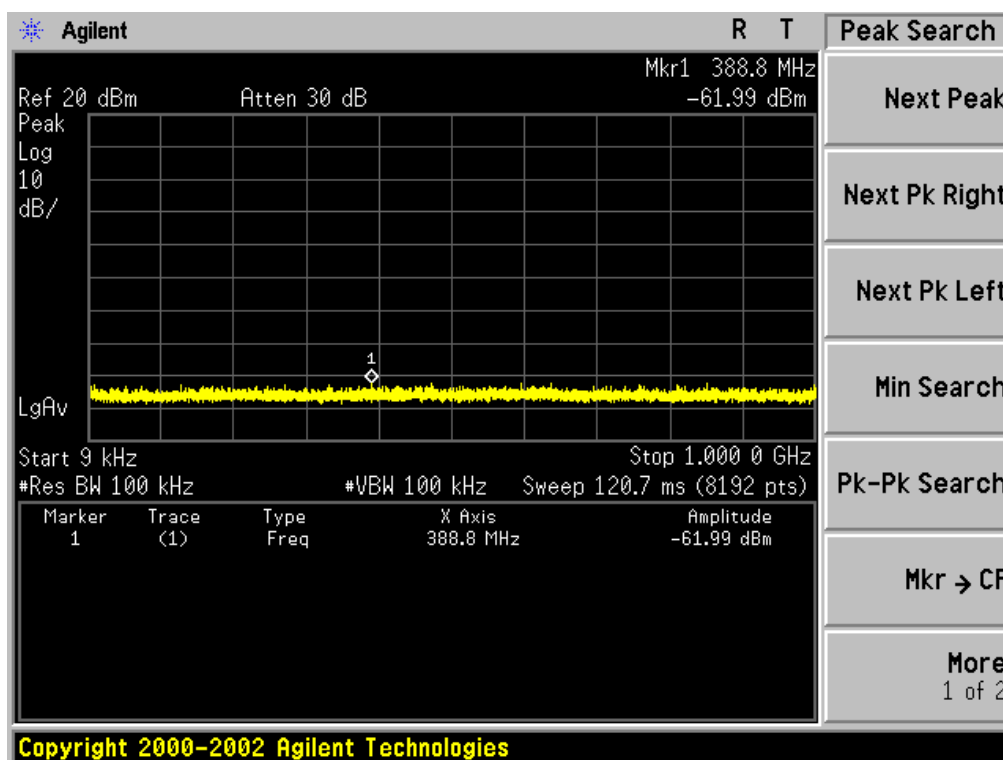 Agilent R T Peak Search
Mkr1 388.8 MHz
Ref 20 dBm Atten 30 dB -61.99 dBm
Peak
Log
10
dB/
1
LgAv
Start 9 kHz Stop 1.000 0 GHz
#Res BW 100 kHz #VBW 100 kHz Sweep 120.7 ms (8192 pts)
Marker Trace Type X Axis Amplitude
1 (1) Freq 388.8 MHz -61.99 dBm
Next Peak
Next Pk Right
Next Pk Left
Min Search
Pk-Pk Search
Mkr → CF
More
1 of 2
Copyright 2000-2002 Agilent Technologies